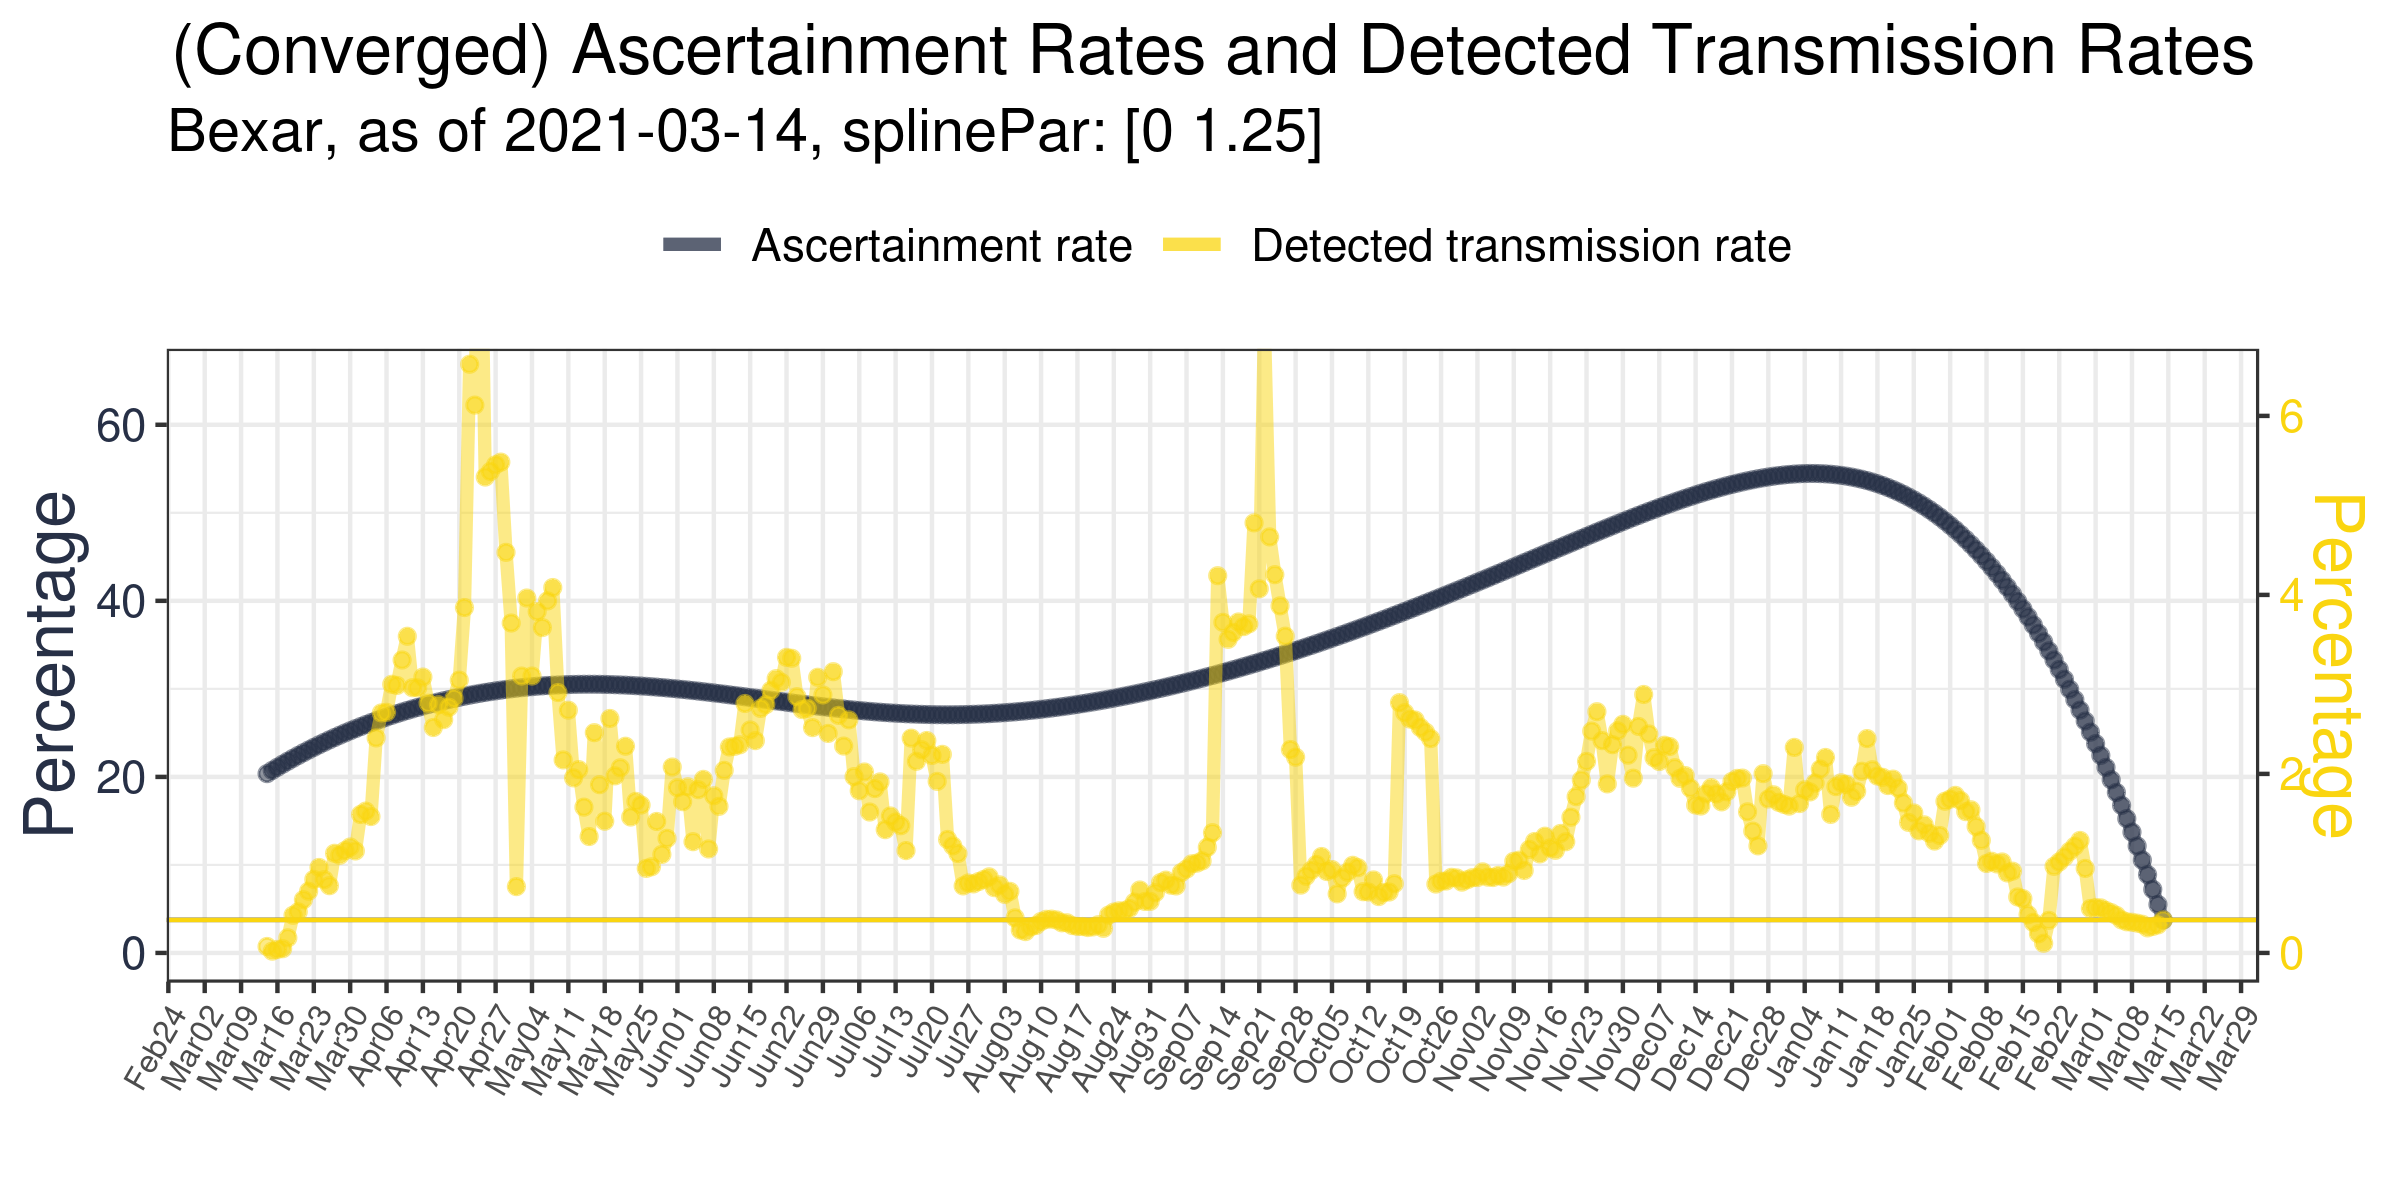 (Converged) Ascertainment Rates and Detected Transmission Rates
Bexar, as of 2021-03-14, splinePar: [0 1.25]
Ascertainment rate
Detected transmission rate
Percentage
60
40
20
0
6
4
2
0
Percentage
Feb24
Mar02
Mar09
Mar16
Mar23
Mar30
Apr06
Apr13
Apr20
Apr27
May04
May11
May18
May25
Jun01
Jun08
Jun15
Jun22
Jun29
Jul06
Jul13
Jul20
Jul27
Aug03
Aug10
Aug17
Aug24
Aug31
Sep07
Sep14
Sep21
Sep28
Oct05
Oct12
Oct19
Oct26
Nov02
Nov09
Nov16
Nov23
Nov30
Dec07
Dec14
Dec21
Dec28
Jan04
Jan11
Jan18
Jan25
Feb01
Feb08
Feb15
Feb22
Mar01
Mar08
Mar15
Mar22
Mar29